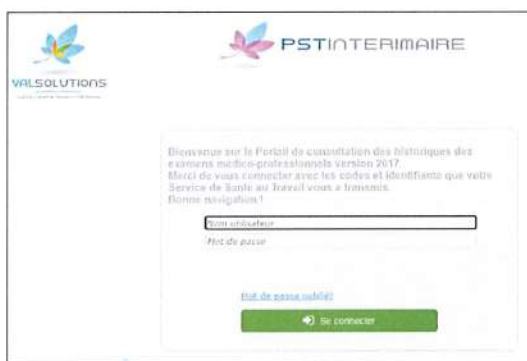 PSTINTERIMAIRE
VALSOLUTIONS
Bienvenue sur le Portail de consultation des historiques des
examens médico-professionnels version 2017.
Merci de vous connecter avec les codes et identifiants que votre
Service de Santé au Travail vous a transmis.
Bonne navigation !
Nom utilisateur
Mot de passe
Mot de passe oublié?
Se connecter